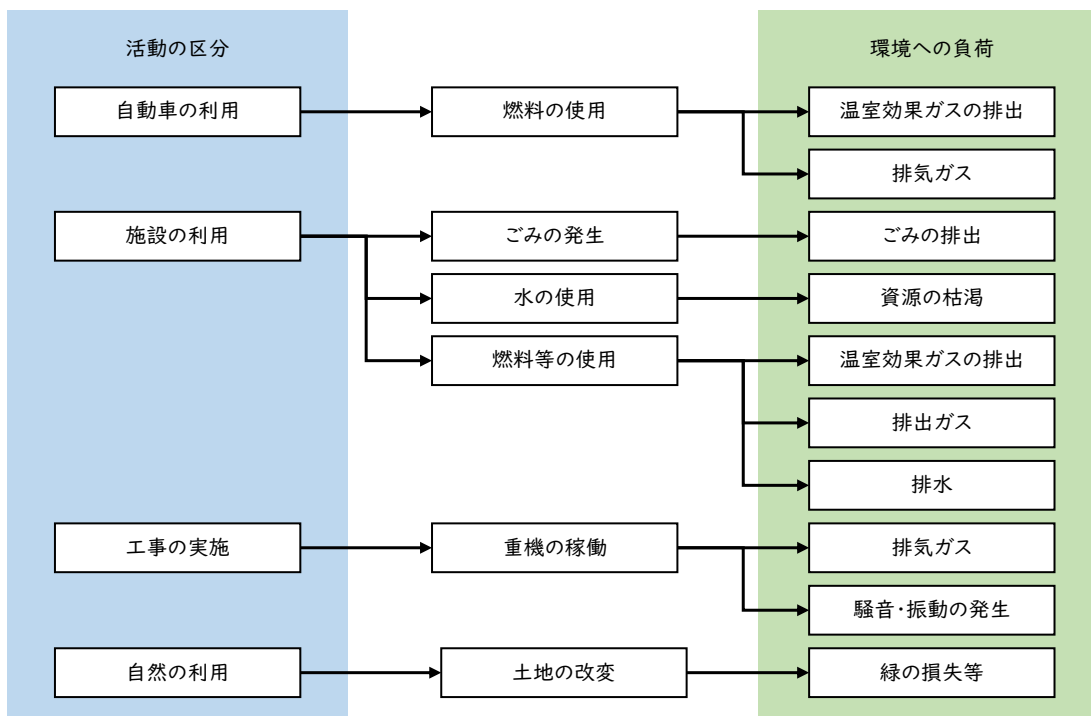 活動の区分
環境への負荷
自動車の利用
燃料の使用
温室効果ガスの排出
排気ガス
施設の利用
ごみの発生
ごみの排出
水の使用
資源の枯渇
燃料等の使用
温室効果ガスの排出
排出ガス
排水
工事の実施
重機の稼働
排気ガス
騒音・振動の発生
自然の利用
土地の改変
緑の損失等